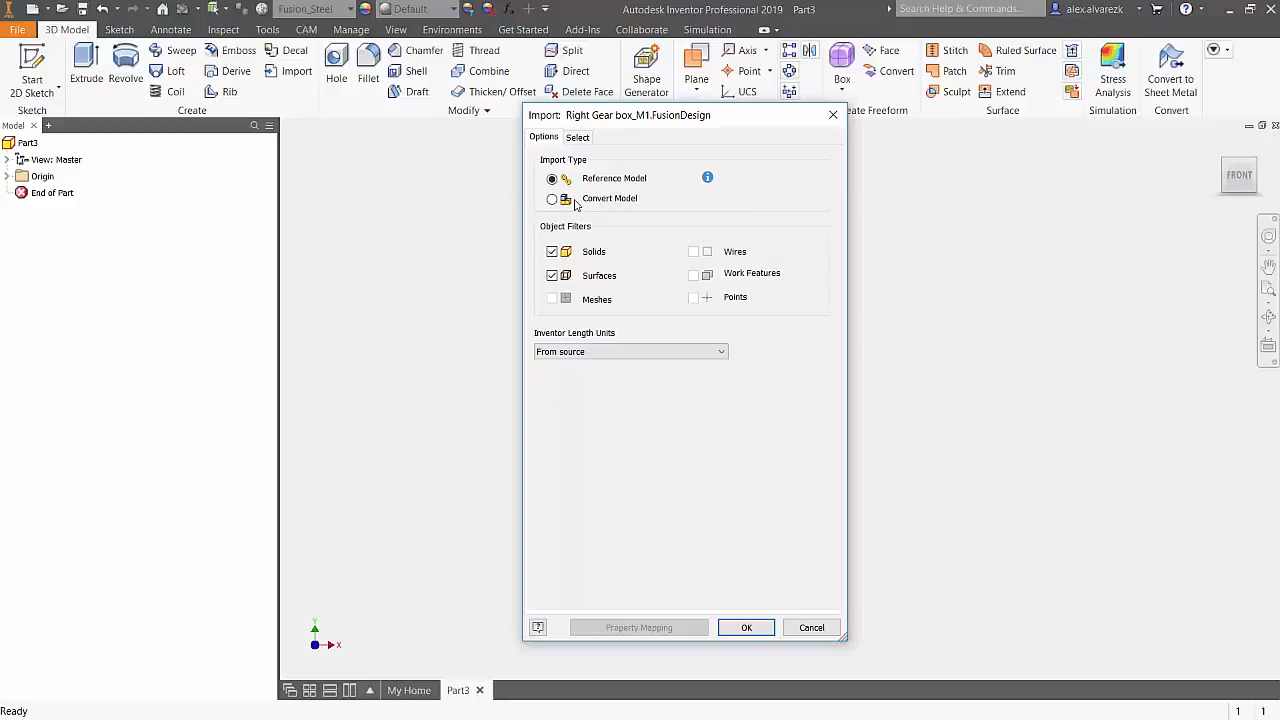 Fusion_Steel
Default
Autodesk Inventor Professional 2019 Part3
Search Help & Commands...
alex.alvarezk
PRO
File
3D Model
Sketch
Annotate
Inspect
Tools
CAM
Manage
View
Environments
Get Started
Add-Ins
Collaborate
Simulation
Start
2D Sketch
Sketch
Extrude
Revolve
Sweep
Loft
Coil
Emboss
Derive
Rib
Decal
Import
Create
Hole
Fillet
Chamfer
Shell
Draft
Thread
Combine
Thicken/ Offset
Split
Direct
Delete Face
Modify
Shape
Generator
Plane
Axis
Point
UCS
Box
Face
Convert
Create Freeform
Stitch
Patch
Sculpt
Ruled Surface
Trim
Extend
Surface
Stress
Analysis
Simulation
Convert to
Sheet Metal
Convert
Model
Part3
View: Master
Origin
End of Part
Import: Right Gear box_M1.FusionDesign
Options
Select
Import Type
Reference Model
Convert Model
Object Filters
Solids
Wires
Surfaces
Work Features
Meshes
Points
Inventor Length Units
From source
Property Mapping
OK
Cancel
FRONT
Y
X
My Home
Part3
Ready
1 1